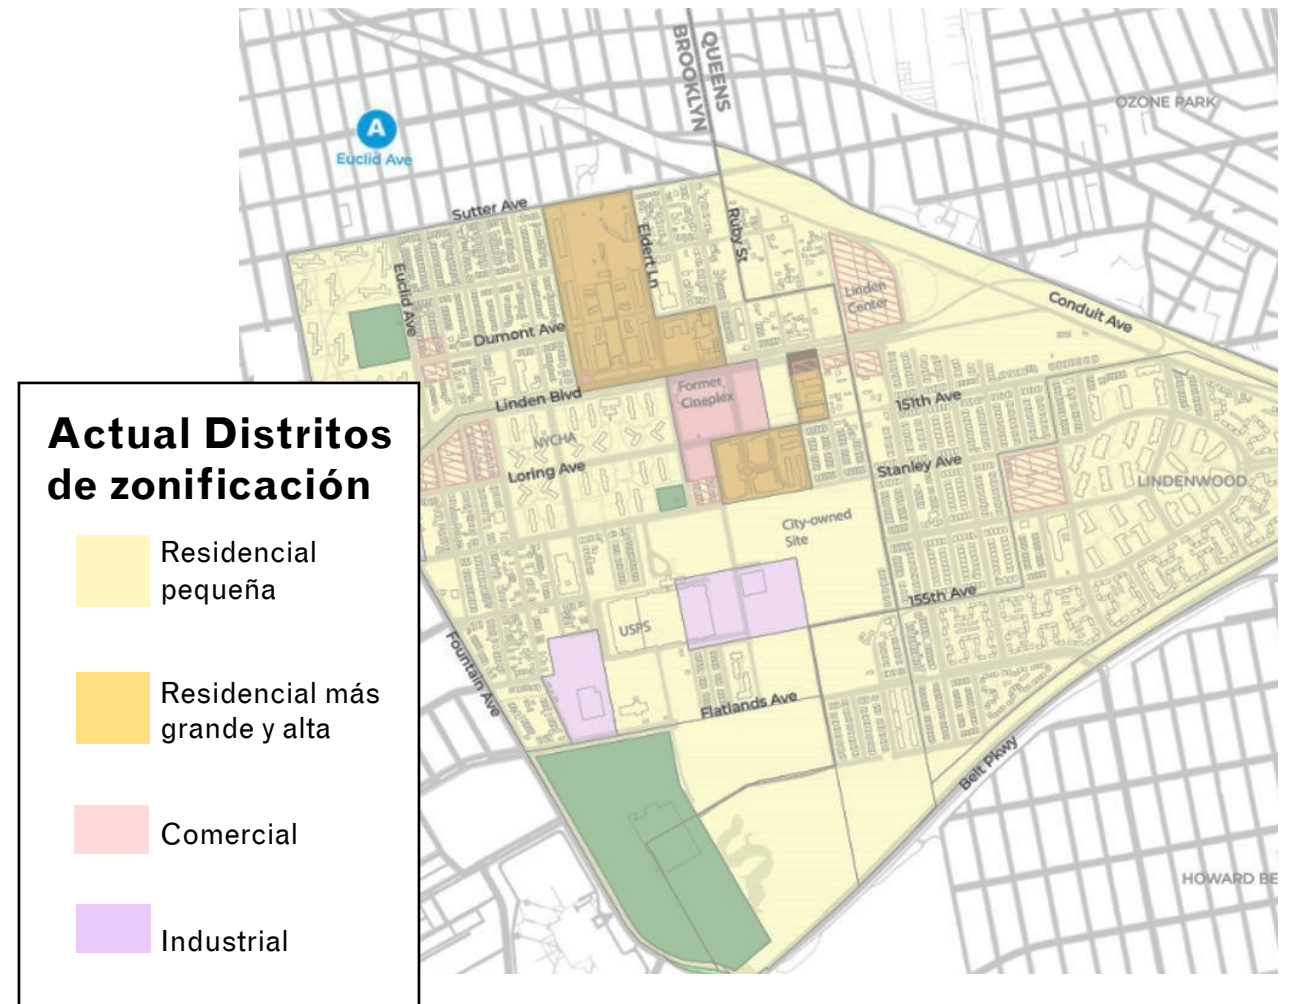 QUEENS
BROOKLYN
OZONE PARK
A
Euclid Ave
Sutter Ave
Ruby St
Eldert Ln
Euclid Ave
Linden
Center
Conduit Ave
Dumont Ave
Former
Cineplex
Linden Blvd
151th Ave
NYCHA
Loring Ave
Stanley Ave
LINDENWOOD
City-owned
Site
155th Ave
USPS
Fountain Ave
Flatlands Ave
Belt Pkwy
HOWARD BE
Actual Distritos
de zonificación
Residencial
pequeña
Residencial más
grande y alta
Comercial
Industrial